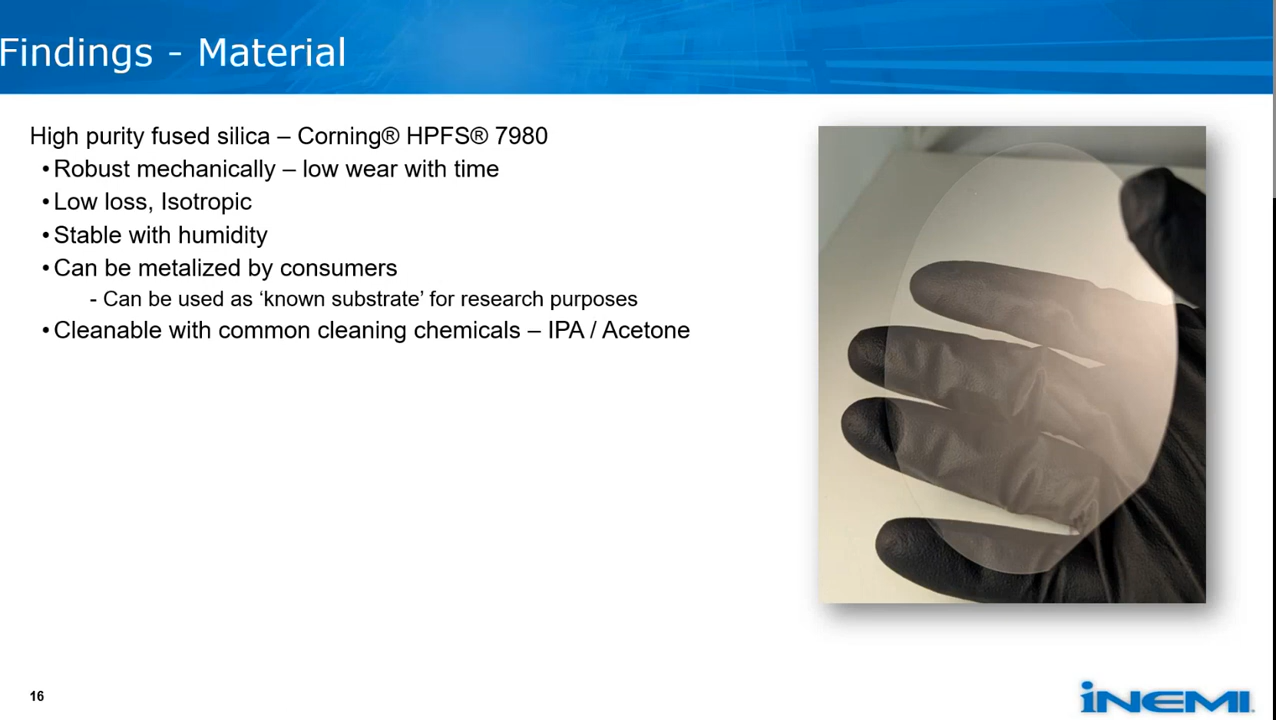 Findings - Material
High purity fused silica – Corning® HPFS® 7980
•Robust mechanically – low wear with time
•Low loss, Isotropic
•Stable with humidity
•Can be metalized by consumers
- Can be used as ‘known substrate’ for research purposes
•Cleanable with common cleaning chemicals – IPA / Acetone
16
iNEMI